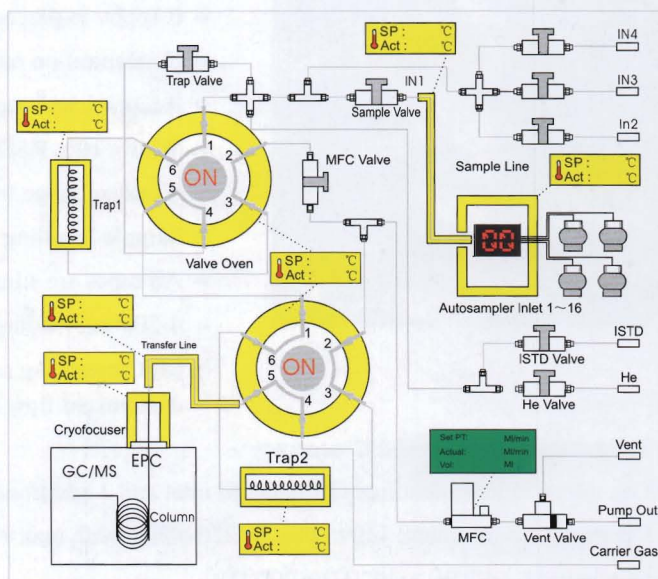 SP : ℃
Act : ℃
IN4
Trap Valve
IN1
IN3
Sample Valve
SP : ℃
Act : ℃
In2
1
2
MFC Valve
Sample Line
6
ON
5
3
SP : ℃
Act : ℃
Trap1
4
00
Valve Oven
SP : ℃
Act : ℃
Autosampler Inlet 1～16
SP : ℃
Act : ℃
1
ISTD
Transfer Line
2
ISTD Valve
SP : ℃
Act : ℃
6
ON
5
3
He
4
He Valve
Cryofocuser
EPC
Trap2
Set PT: Ml/min
Actual: Ml/min
Vol: Ml
Vent
GC/MS
Column
Pump Out
SP : ℃
Act : ℃
MFC
Vent Valve
Carrier Gas